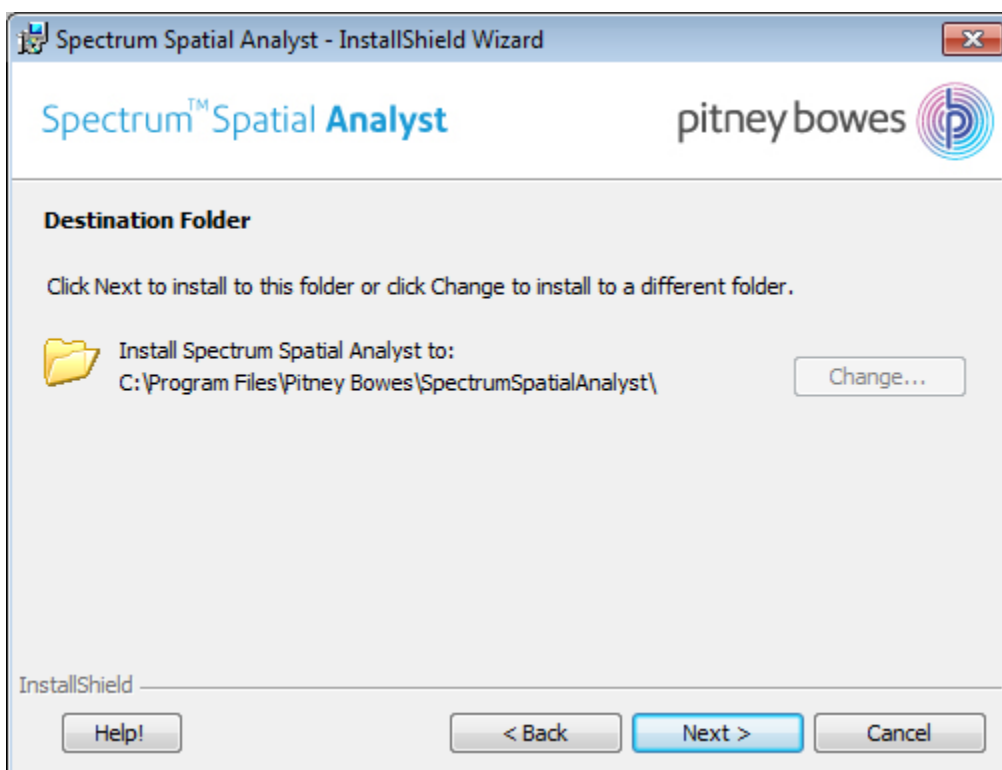 Spectrum Spatial Analyst - InstallShield Wizard
Spectrum™ Spatial Analyst
pitney bowes
Destination Folder
Click Next to install to this folder or click Change to install to a different folder.
Install Spectrum Spatial Analyst to:
C:\Program Files\Pitney Bowes\SpectrumSpatialAnalyst\
Change...
InstallShield
Help!
< Back
Next >
Cancel